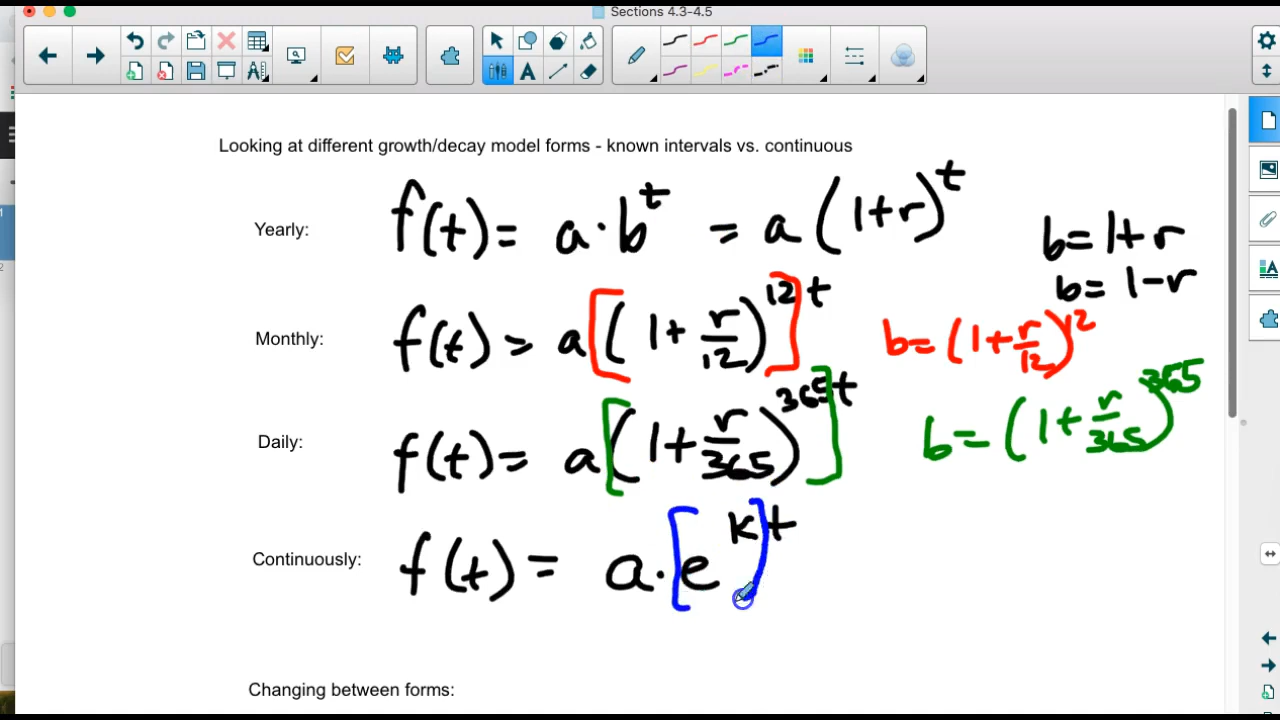 Sections 4.3-4.5
Looking at different growth/decay model forms - known intervals vs. continuous
Yearly: f(t) = a · b^t = a (1+r)^t
b = 1+r
b = 1-r
Monthly: f(t) = a[(1 + r/12)^12]^t
b = (1 + r/12)^12
Daily: f(t) = a[(1 + r/365)^365]^t
b = (1 + r/365)^365
Continuously: f(t) = a · [e^k]^t
Changing between forms: